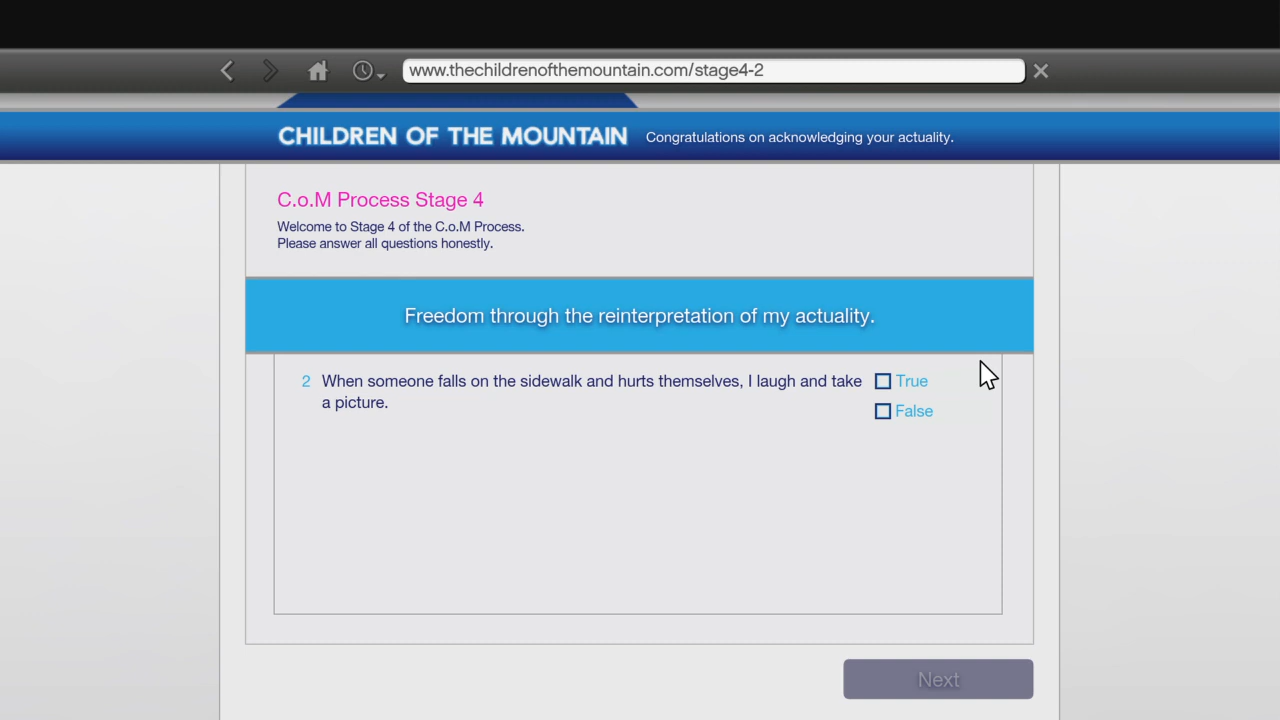 www.thechildrenofthemountain.com/stage4-2
CHILDREN OF THE MOUNTAIN Congratulations on acknowledging your actuality.
C.o.M Process Stage 4
Welcome to Stage 4 of the C.o.M Process.
Please answer all questions honestly.
Freedom through the reinterpretation of my actuality.
2 When someone falls on the sidewalk and hurts themselves, I laugh and take True
a picture.
False
Next